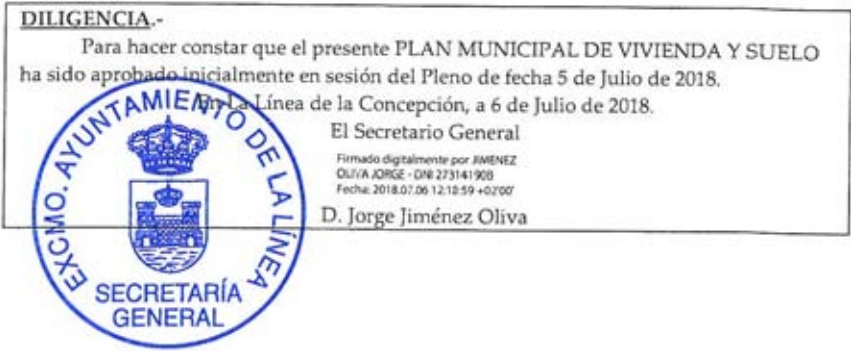 DILIGENCIA.-
Para hacer constar que el presente PLAN MUNICIPAL DE VIVIENDA Y SUELO
ha sido aprobado inicialmente en sesión del Pleno de fecha 5 de Julio de 2018.
En La Línea de la Concepción, a 6 de Julio de 2018.
El Secretario General
Firmado digitalmente por JIMENEZ
OLIVA JORGE - DNI 27314190B
Fecha: 2018.07.06 12:18:59 +02'00'
D. Jorge Jiménez Oliva
EXCMO. AYUNTAMIENTO DE LA LÍNEA
SECRETARÍA
GENERAL